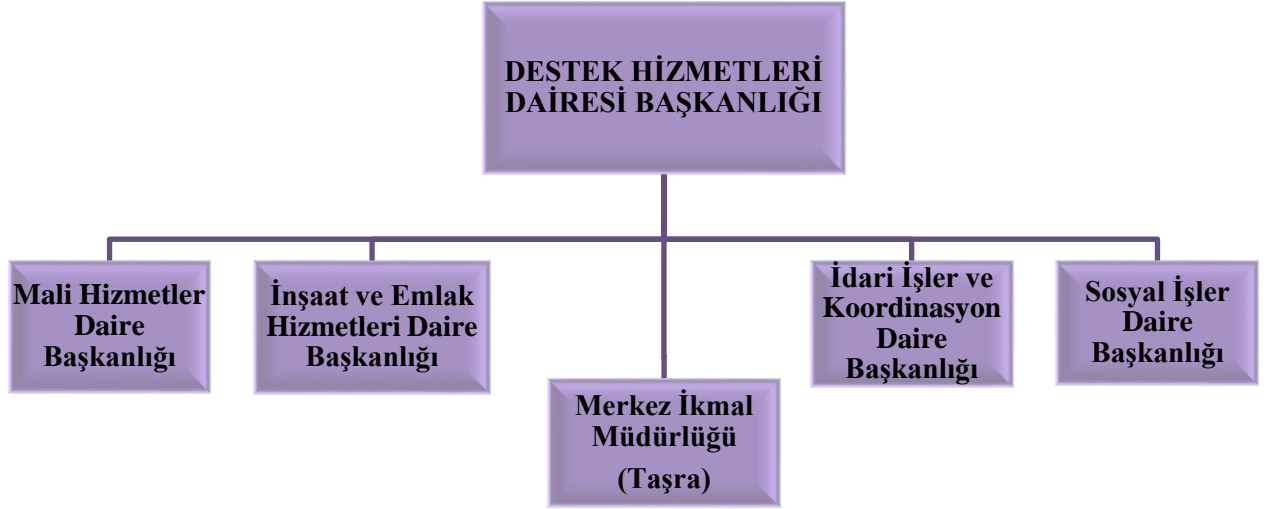 DESTEK HİZMETLERİ
DAİRESİ BAŞKANLIĞI
Mali Hizmetler
Daire
Başkanlığı
İnşaat ve Emlak
Hizmetleri Daire
Başkanlığı
Merkez İkmal
Müdürlüğü
(Taşra)
İdari İşler ve
Koordinasyon
Daire
Başkanlığı
Sosyal İşler
Daire
Başkanlığı